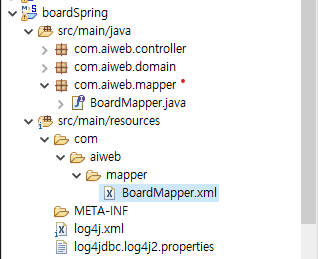 boardSpring
src/main/java
com.aiweb.controller
com.aiweb.domain
com.aiweb.mapper
BoardMapper.java
src/main/resources
com
aiweb
mapper
BoardMapper.xml
META-INF
log4j.xml
log4jdbc.log4j2.properties